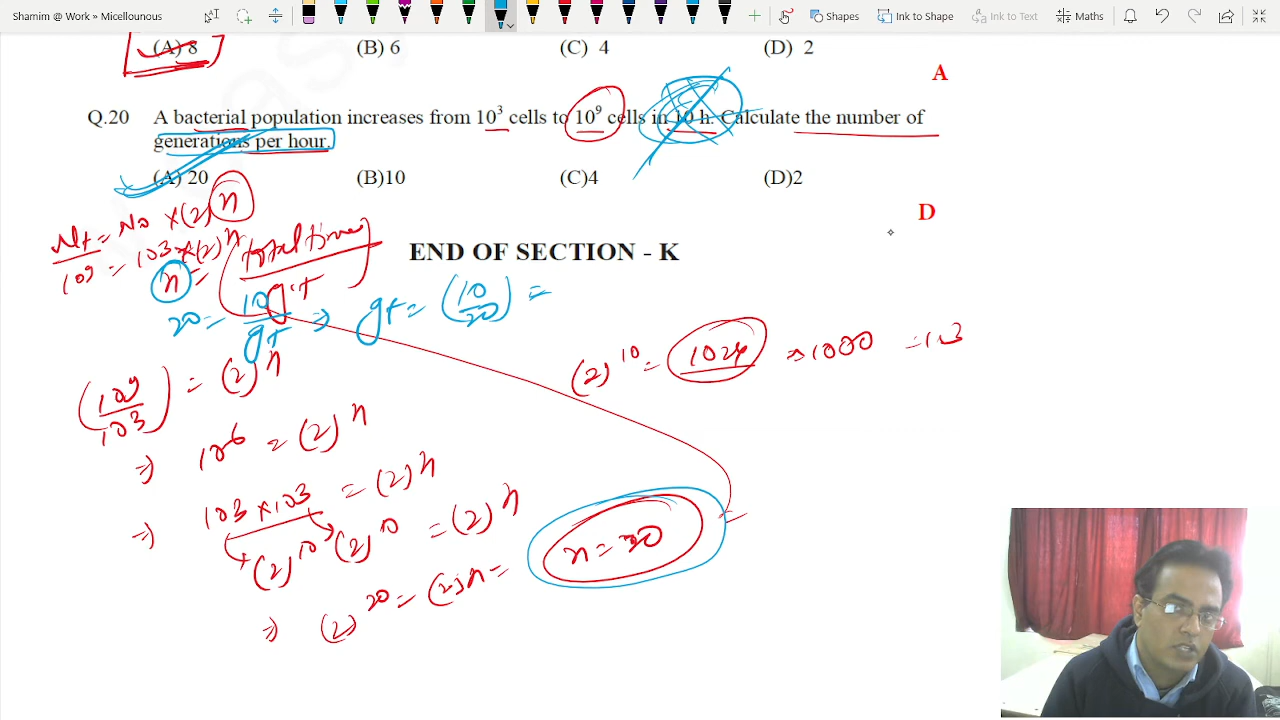 Shamim @ Work » Micellounous
Shapes
Ink to Shape
Ink to Text
Maths
(A) 8 (B) 6 (C) 4 (D) 2
A
Q.20 A bacterial population increases from 10³ cells to 10⁹ cells in 10 h. Calculate the number of
generations per hour.
(A) 20 (B)10 (C)4 (D)2
D
Nt = No ×(2)n
10⁹ = 10³×(2)ⁿ
n = (total time/g.t)
END OF SECTION - K
20 = 10/gt ⇒ gt = (10/20) =
(2)¹⁰ = 1024 ⇒ 1000 = 10³
(10⁹/10³) = (2)ⁿ
⇒ 10⁶ = (2)ⁿ
⇒ 10³ × 10³ = (2)ⁿ
(2)¹⁰ (2)¹⁰ = (2)ⁿ
⇒ (2)²⁰ = (2)ⁿ = n = 20